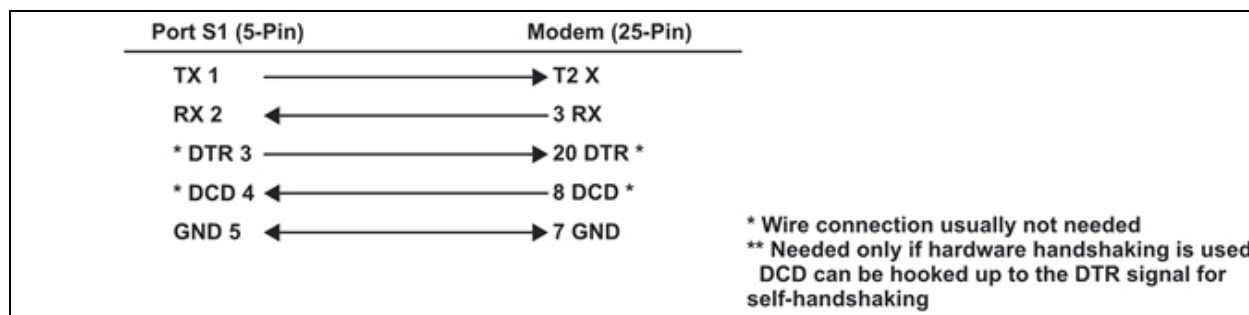 Port S1 (5-Pin) Modem (25-Pin)
TX 1 T2 X
RX 2 3 RX
* DTR 3 20 DTR *
* DCD 4 8 DCD *
GND 5 7 GND
* Wire connection usually not needed
** Needed only if hardware handshaking is used
DCD can be hooked up to the DTR signal for
self-handshaking